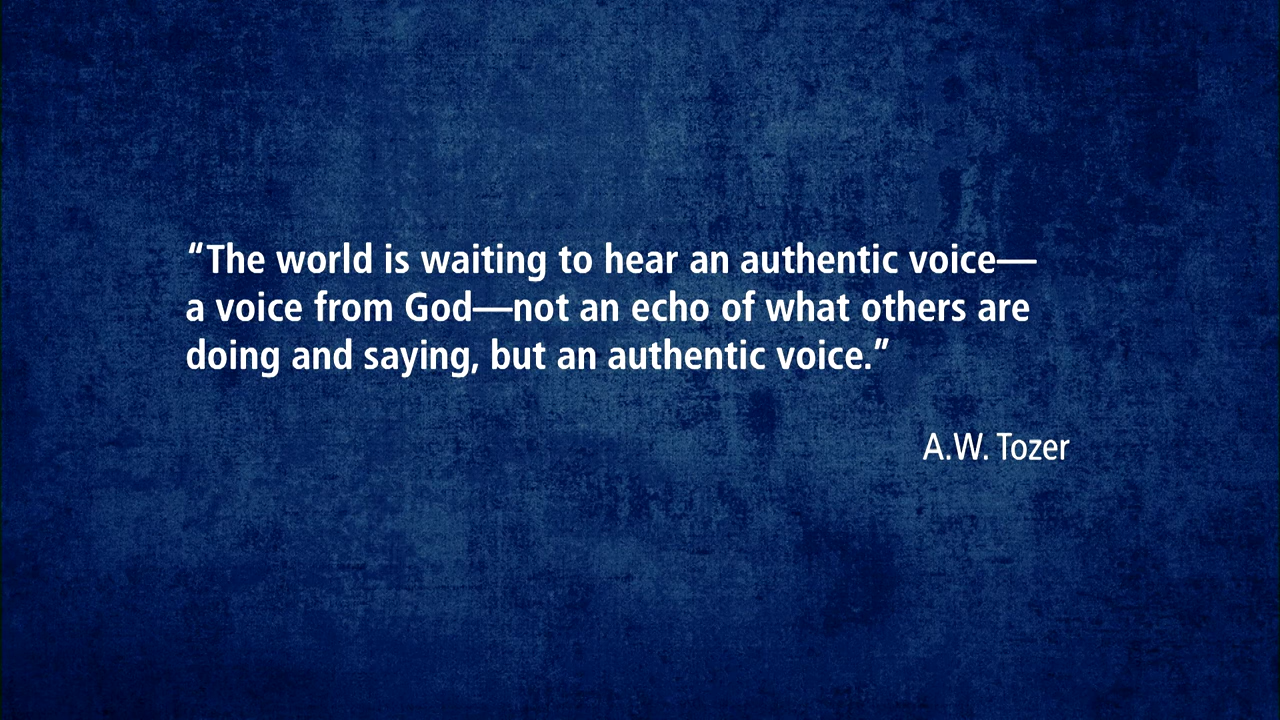 “The world is waiting to hear an authentic voice—
a voice from God—not an echo of what others are
doing and saying, but an authentic voice.”
A.W. Tozer